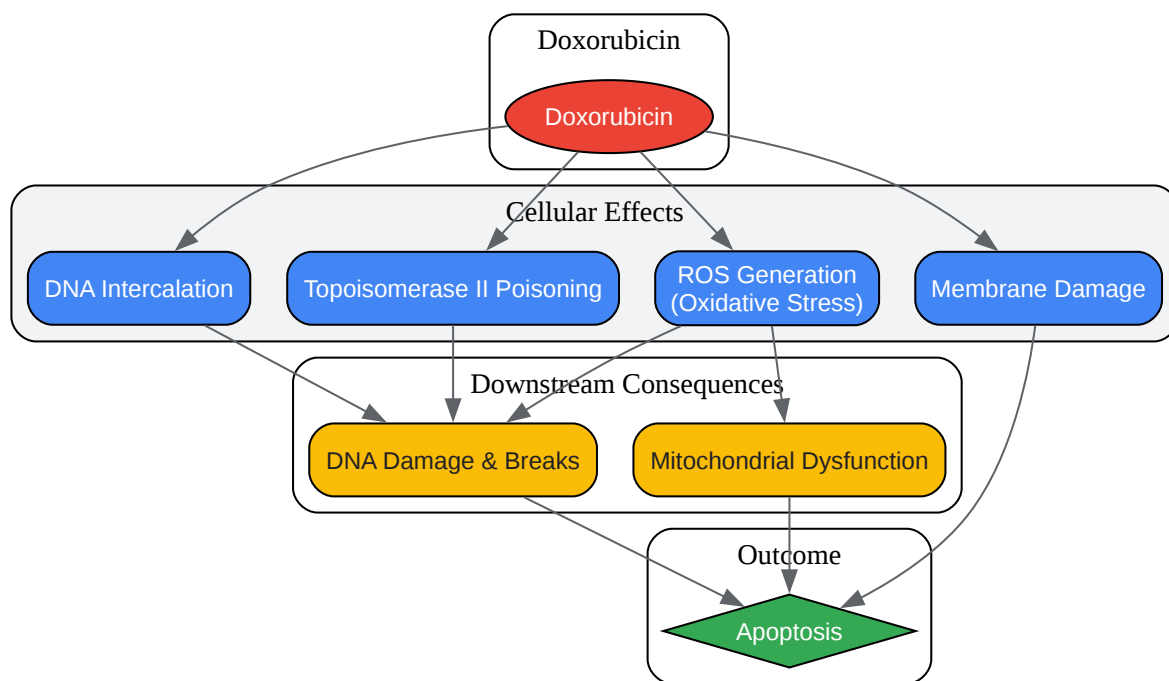 Doxorubicin
Doxorubicin
Cellular Effects
DNA Intercalation
Topoisomerase II Poisoning
ROS Generation
(Oxidative Stress)
Membrane Damage
Downstream Consequences
DNA Damage & Breaks
Mitochondrial Dysfunction
Outcome
Apoptosis